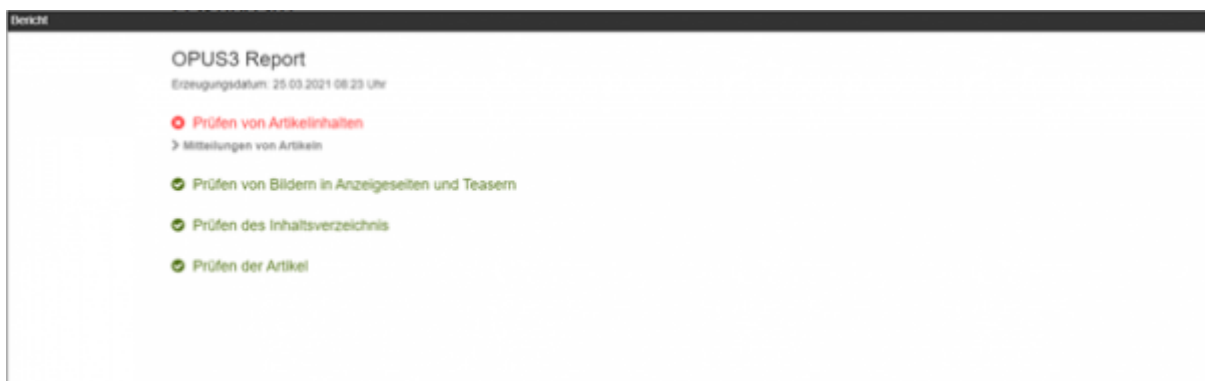 Bericht
OPUS3 Report
Erzeugungsdatum: 25.03.2021 08:23 Uhr
Prüfen von Artikelinhalten
Mitteilungen von Artikeln
Prüfen von Bildern in Anzeigeseiten und Teasern
Prüfen des Inhaltsverzeichnis
Prüfen der Artikel